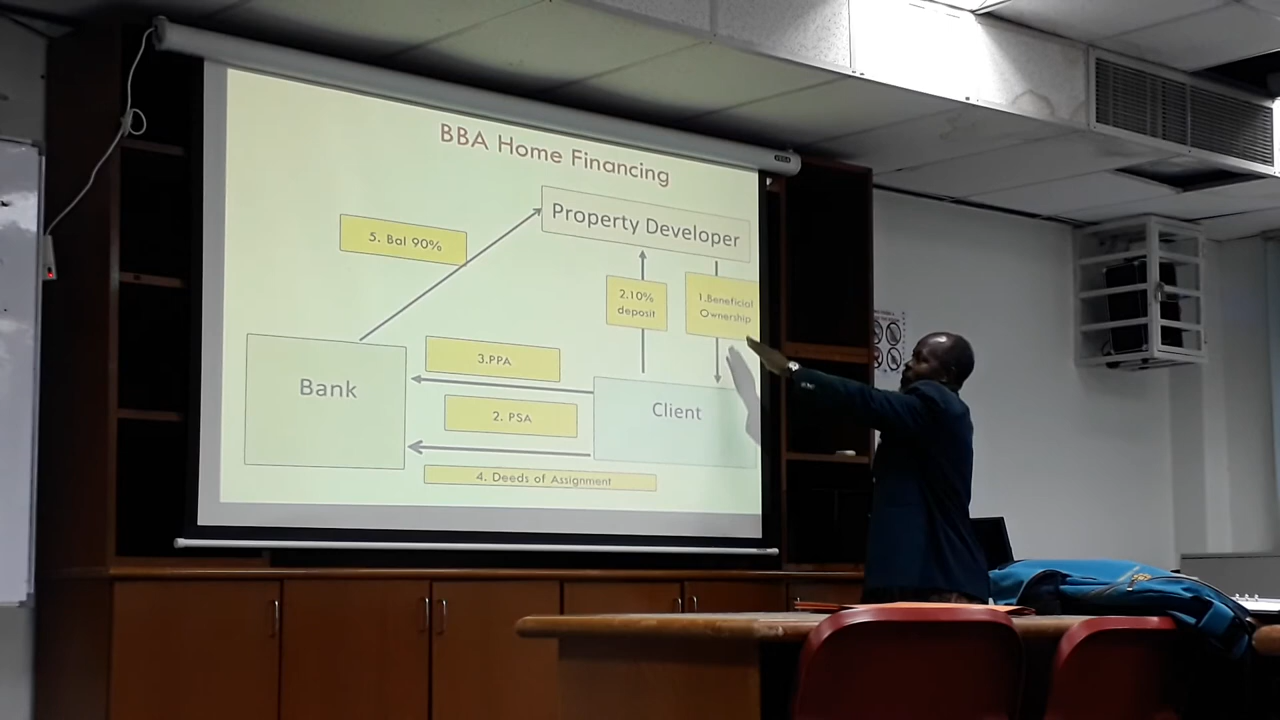 BBA Home Financing
Property Developer
5. Bal 90%
2.10%
deposit
1.Beneficial
Ownership
3.PPA
Bank
Client
2. PSA
4. Deeds of Assignment